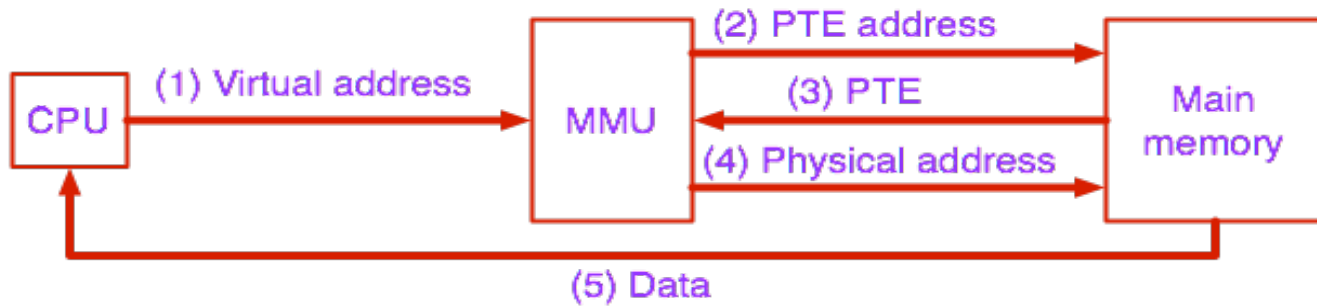 (2) PTE address
(1) Virtual address
(3) PTE
CPU
MMU
Main
memory
(4) Physical address
(5) Data